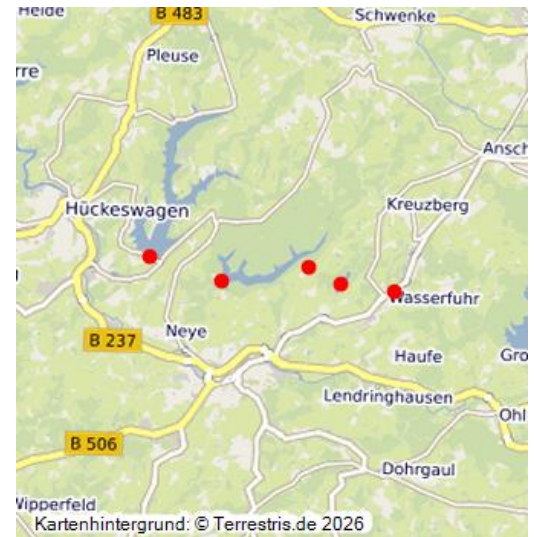 Heide
B 483
Schwenke
Pleuse
rre
Ansch
Kreuzberg
Hückeswagen
g
Wasserfuhr
Neye
B 237
Haufe
Gro
Lendringhausen
Ohl
B 506
Dohrgaul
Wipperfeld
Kartenhintergrund: © Terrestris.de 2026